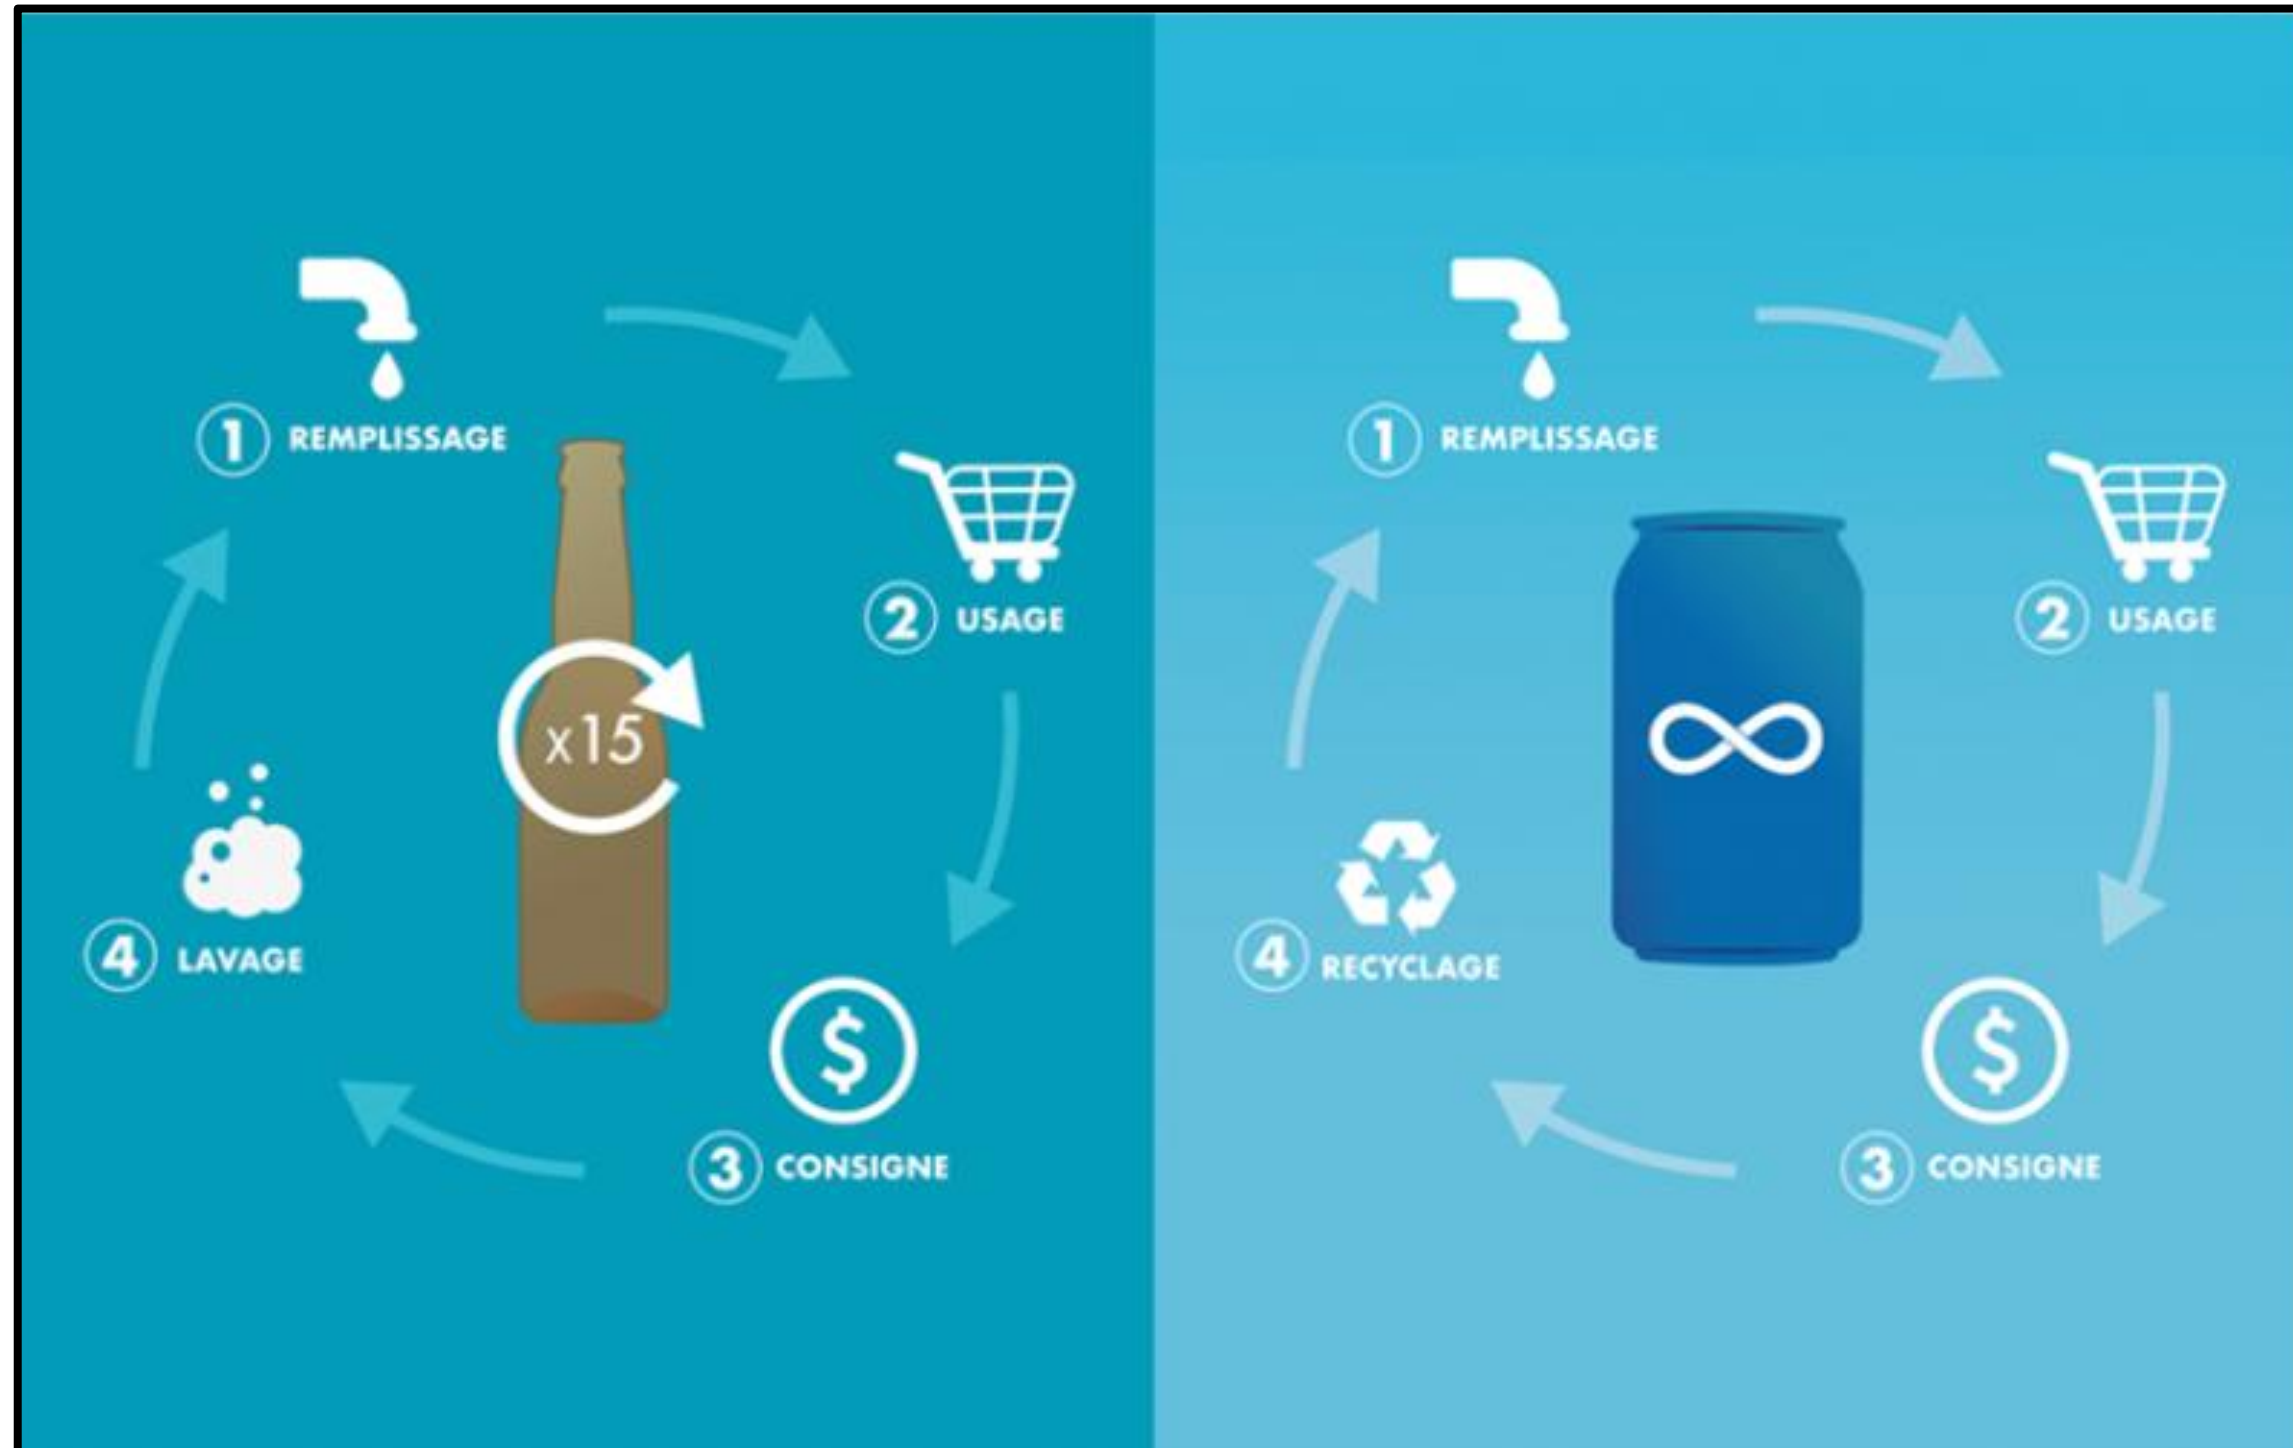 1 REMPLISSAGE
2 USAGE
x15
4 LAVAGE
$
3 CONSIGNE
1 REMPLISSAGE
2 USAGE
∞
4 RECYCLAGE
$
3 CONSIGNE